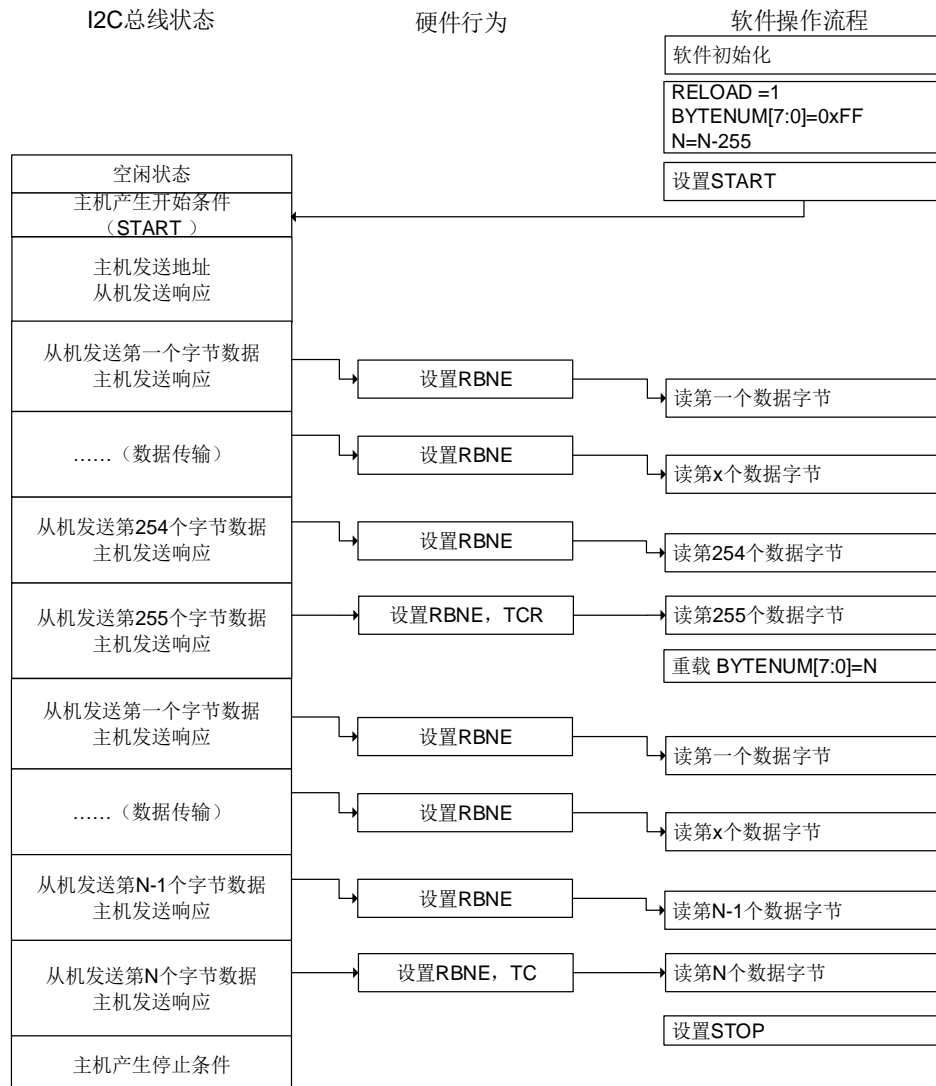 I2C总线状态
硬件行为
软件操作流程
软件初始化
RELOAD =1
BYTENUM[7:0]=0xFF
N=N-255
空闲状态
设置START
主机产生开始条件
（START ）
主机发送地址
从机发送响应
从机发送第一个字节数据
主机发送响应
设置RBNE
读第一个数据字节
……（数据传输）
设置RBNE
读第x个数据字节
从机发送第254个字节数据
主机发送响应
设置RBNE
读第254个数据字节
从机发送第255个字节数据
主机发送响应
设置RBNE，TCR
读第255个数据字节
重载 BYTENUM[7:0]=N
从机发送第一个字节数据
主机发送响应
设置RBNE
读第一个数据字节
……（数据传输）
设置RBNE
读第x个数据字节
从机发送第N-1个字节数据
主机发送响应
设置RBNE
读第N-1个数据字节
从机发送第N个字节数据
主机发送响应
设置RBNE，TC
读第N个数据字节
设置STOP
主机产生停止条件